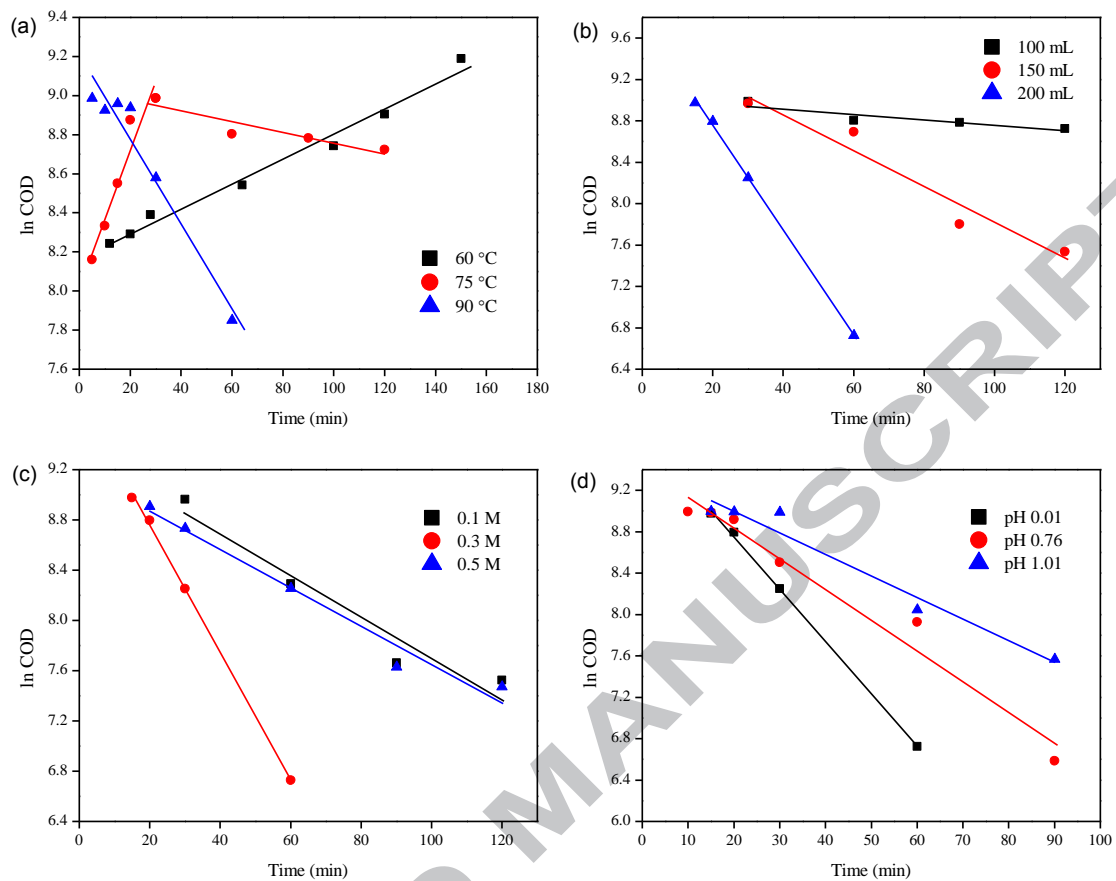 (a)
9.4
9.2
9.0
8.8
8.6
8.4
8.2
8.0
7.8
7.6
ln COD
60 °C
75 °C
90 °C
0 20 40 60 80 100 120 140 160 180
Time (min)
(b)
9.6
9.0
8.4
7.8
7.6
7.2
6.8
6.4
ln COD
100 mL
150 mL
200 mL
0 20 40 60 80 100 120
Time (min)
(c)
9.2
8.8
8.4
8.0
7.6
7.2
6.8
6.4
ln COD
0.1 M
0.3 M
0.5 M
0 20 40 60 80 100 120
Time (min)
(d)
9.2
9.0
8.4
7.8
7.2
6.8
6.6
6.0
ln COD
pH 0.01
pH 0.76
pH 1.01
0 10 20 30 40 50 60 70 80 90 100
Time (min)
MANUSCRIPT